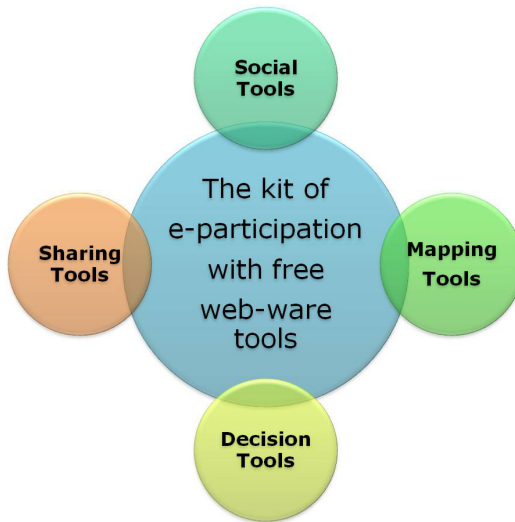 Social
Tools
The kit of
e-participation
with free
web-ware
tools
Sharing
Tools
Mapping
Tools
Decision
Tools